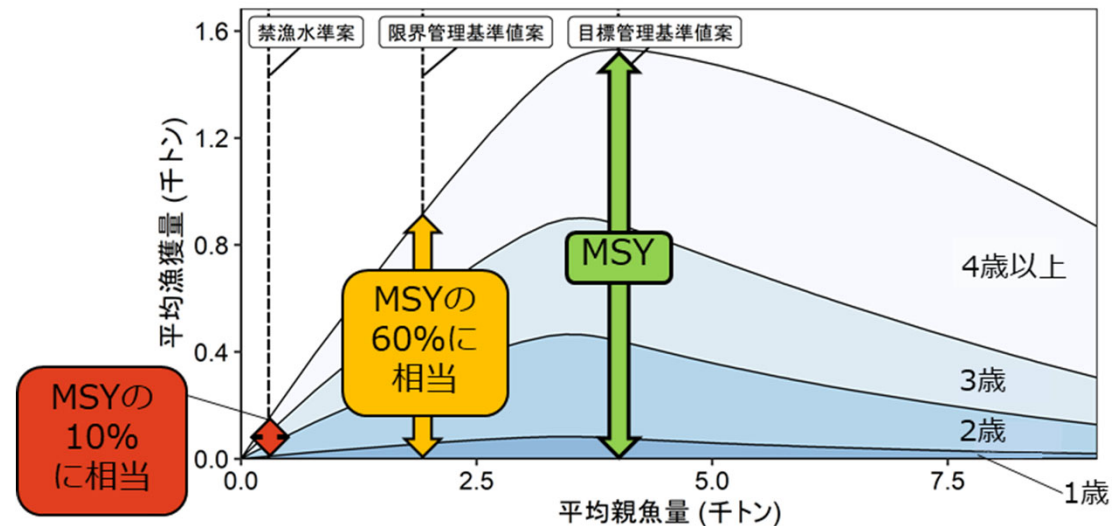 禁漁水準案
限界管理基準値案
目標管理基準値案
平均漁獲量 (千トン)
1.6
1.2
0.8
0.4
0.0
MSY
MSYの
60%に
相当
MSYの
10%
に相当
4歳以上
3歳
2歳
1歳
0.0
2.5
5.0
7.5
平均親魚量 (千トン)